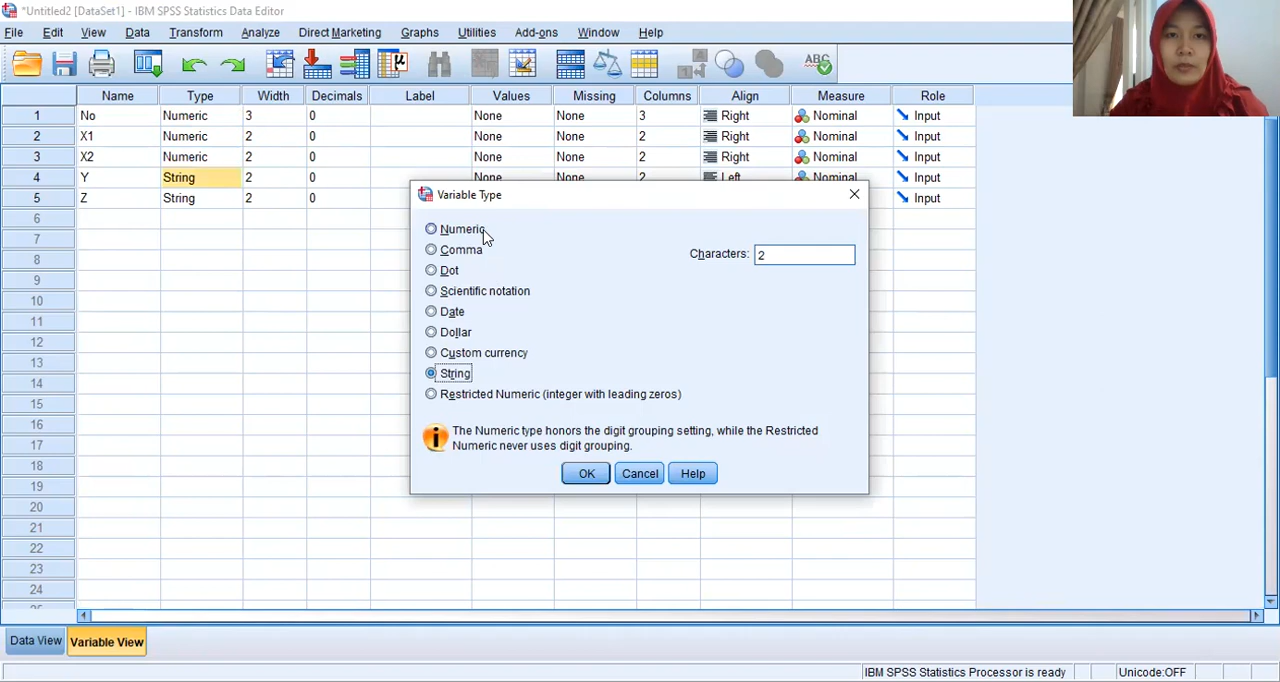 *Untitled2 [DataSet1] - IBM SPSS Statistics Data Editor
File Edit View Data Transform Analyze Direct Marketing Graphs Utilities Add-ons Window Help
ABC
Name Type Width Decimals Label Values Missing Columns Align Measure Role
1 No Numeric 3 0 None None 3 Right Nominal Input
2 X1 Numeric 2 0 None None 2 Right Nominal Input
3 X2 Numeric 2 0 None None 2 Right Nominal Input
4 Y String 2 0 None None 2 Left Nominal Input
5 Z String 2 0 Input
6
7
8
9
10
11
12
13
14
15
16
17
18
19
20
21
22
23
24
Variable Type
Numeric
Comma
Dot
Scientific notation
Date
Dollar
Custom currency
String
Restricted Numeric (integer with leading zeros)
Characters: 2
The Numeric type honors the digit grouping setting, while the Restricted
Numeric never uses digit grouping.
OK Cancel Help
Data View Variable View
IBM SPSS Statistics Processor is ready Unicode:OFF